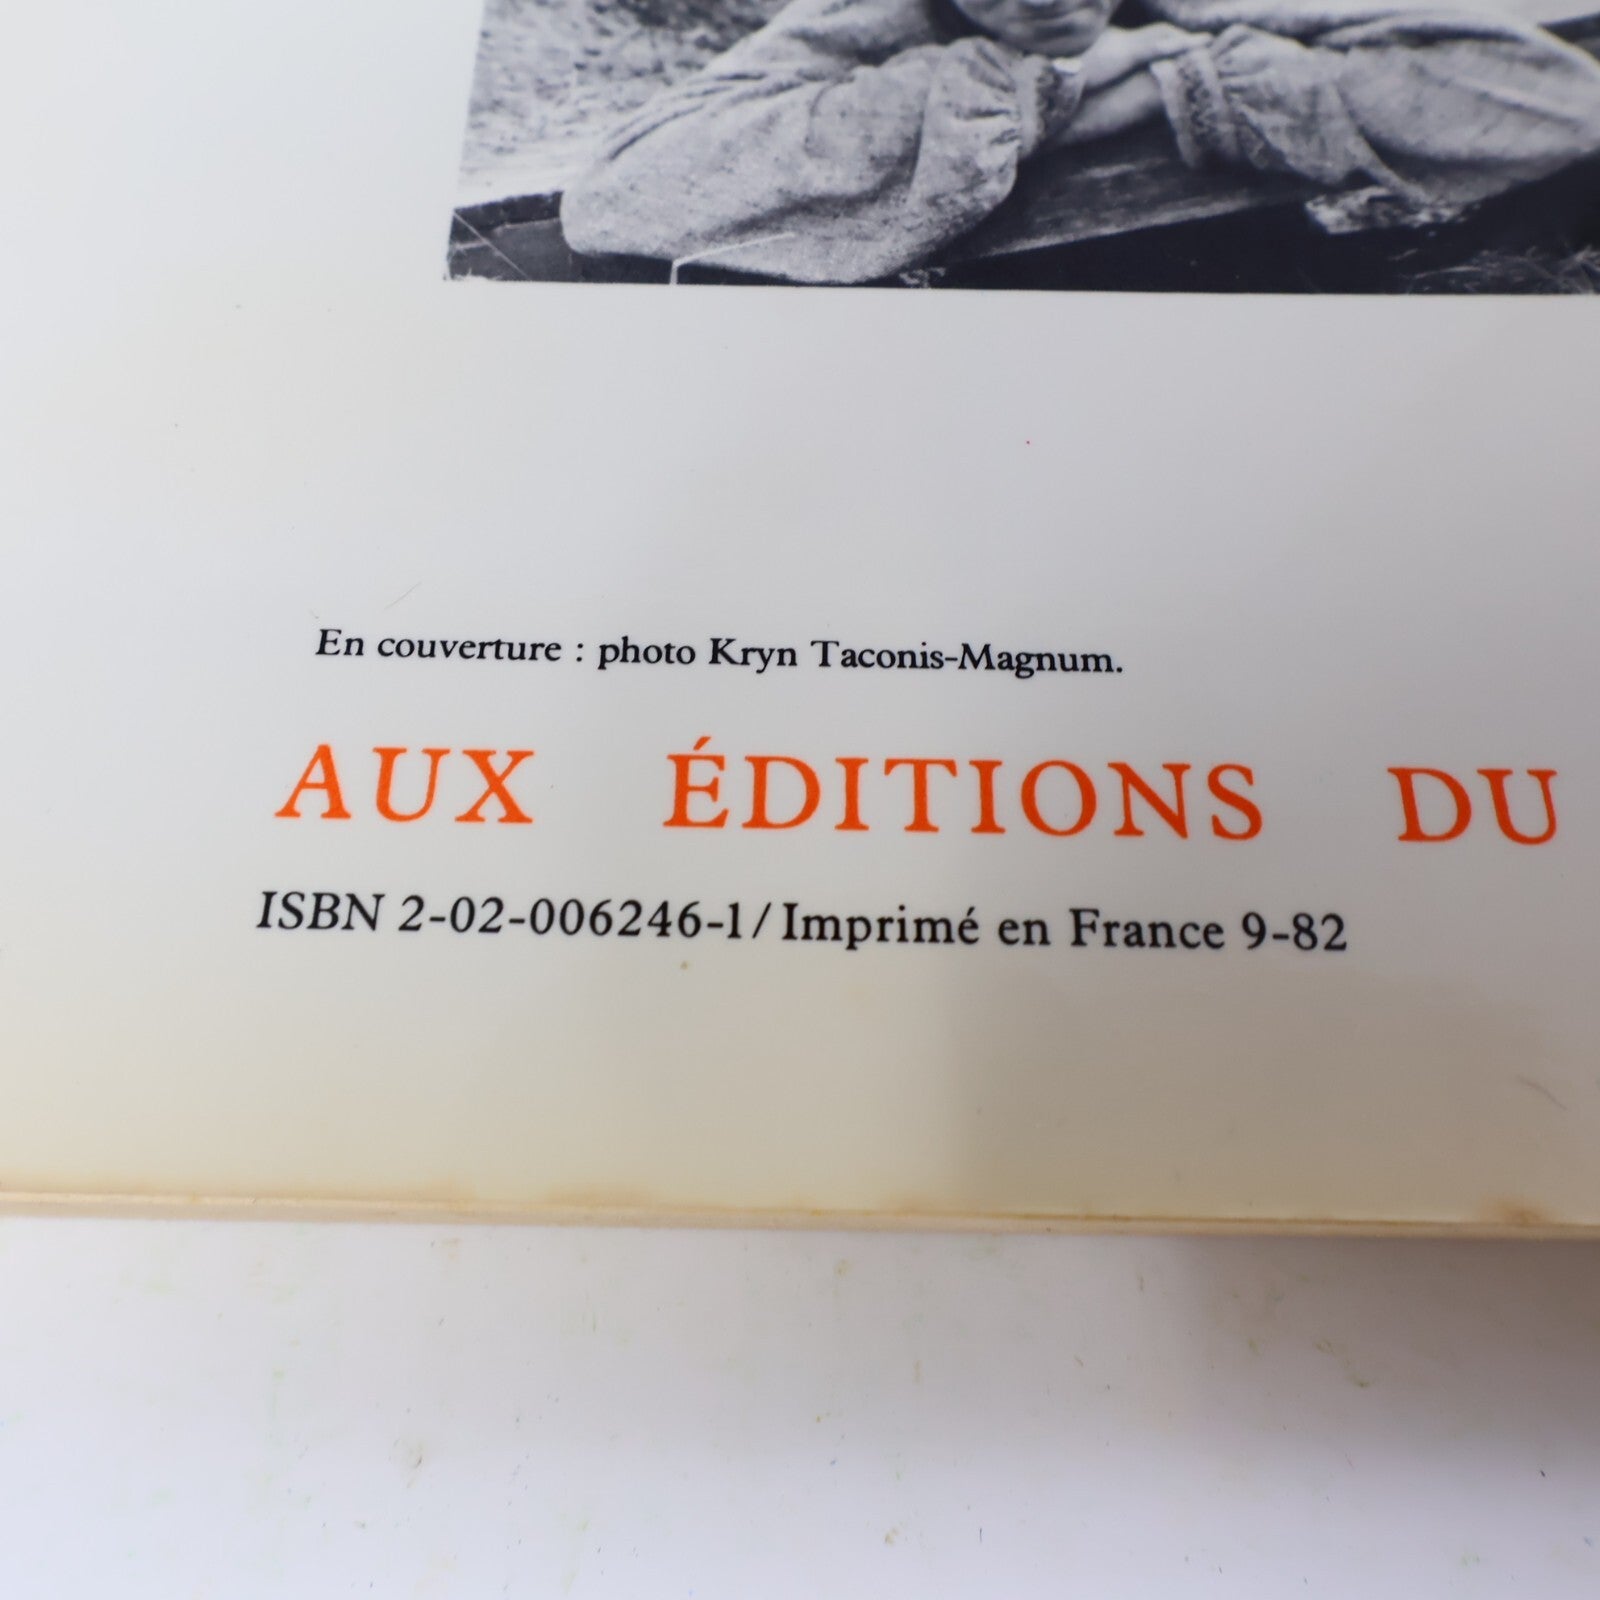 En couverture : photo Kryn Taconis-Magnum.
AUX ÉDITIONS DU
ISBN 2-02-006246-1/Imprimé en France 9-82